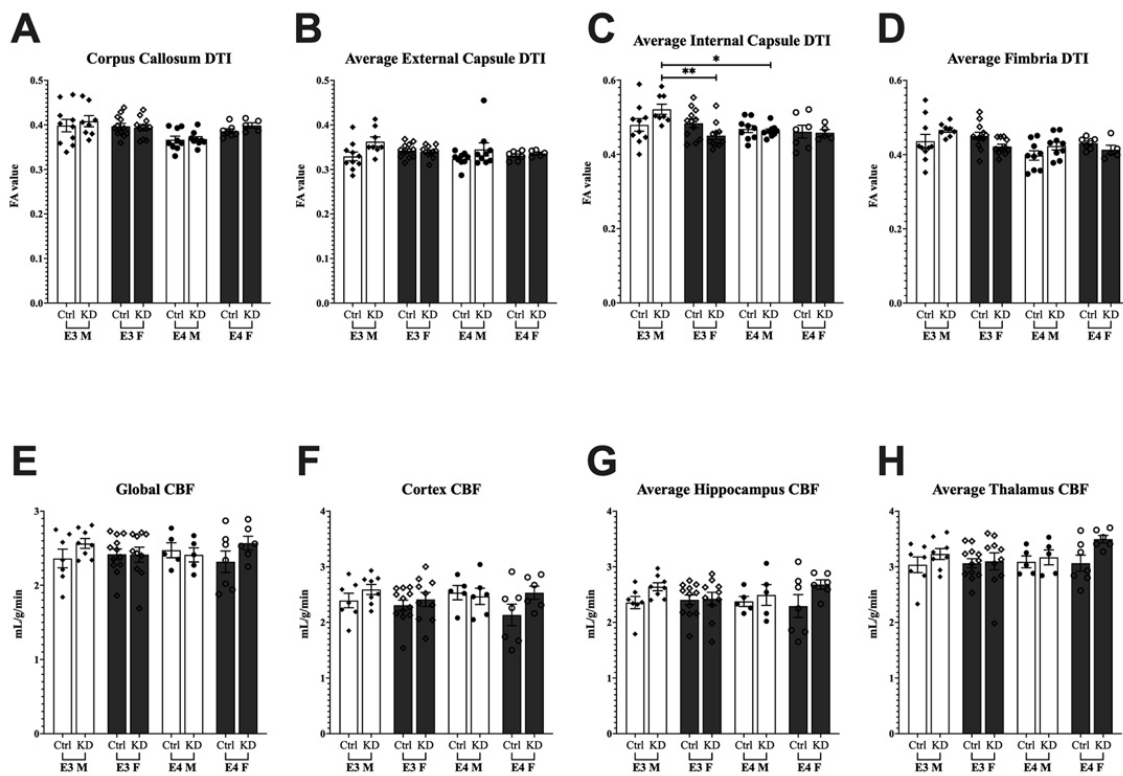 A
Corpus Callosum DTI
FA value
0.5
0.4
0.3
0.2
0.1
0.0
Ctrl KD Ctrl KD Ctrl KD Ctrl KD
E3 M E3 F E4 M E4 F
B
Average External Capsule DTI
FA value
0.5
0.4
0.3
0.2
0.1
0.0
Ctrl KD Ctrl KD Ctrl KD Ctrl KD
E3 M E3 F E4 M E4 F
C
Average Internal Capsule DTI
*
**
FA value
0.6
0.4
0.2
0.0
Ctrl KD Ctrl KD Ctrl KD Ctrl KD
E3 M E3 F E4 M E4 F
D
Average Fimbria DTI
FA value
0.6
0.4
0.2
0.0
Ctrl KD Ctrl KD Ctrl KD Ctrl KD
E3 M E3 F E4 M E4 F
E
Global CBF
mL/g/min
3
2
1
0
Ctrl KD Ctrl KD Ctrl KD Ctrl KD
E3 M E3 F E4 M E4 F
F
Cortex CBF
mL/g/min
4
3
2
1
0
Ctrl KD Ctrl KD Ctrl KD Ctrl KD
E3 M E3 F E4 M E4 F
G
Average Hippocampus CBF
mL/g/min
4
3
2
1
0
Ctrl KD Ctrl KD Ctrl KD Ctrl KD
E3 M E3 F E4 M E4 F
H
Average Thalamus CBF
mL/g/min
4
3
2
1
0
Ctrl KD Ctrl KD Ctrl KD Ctrl KD
E3 M E3 F E4 M E4 F